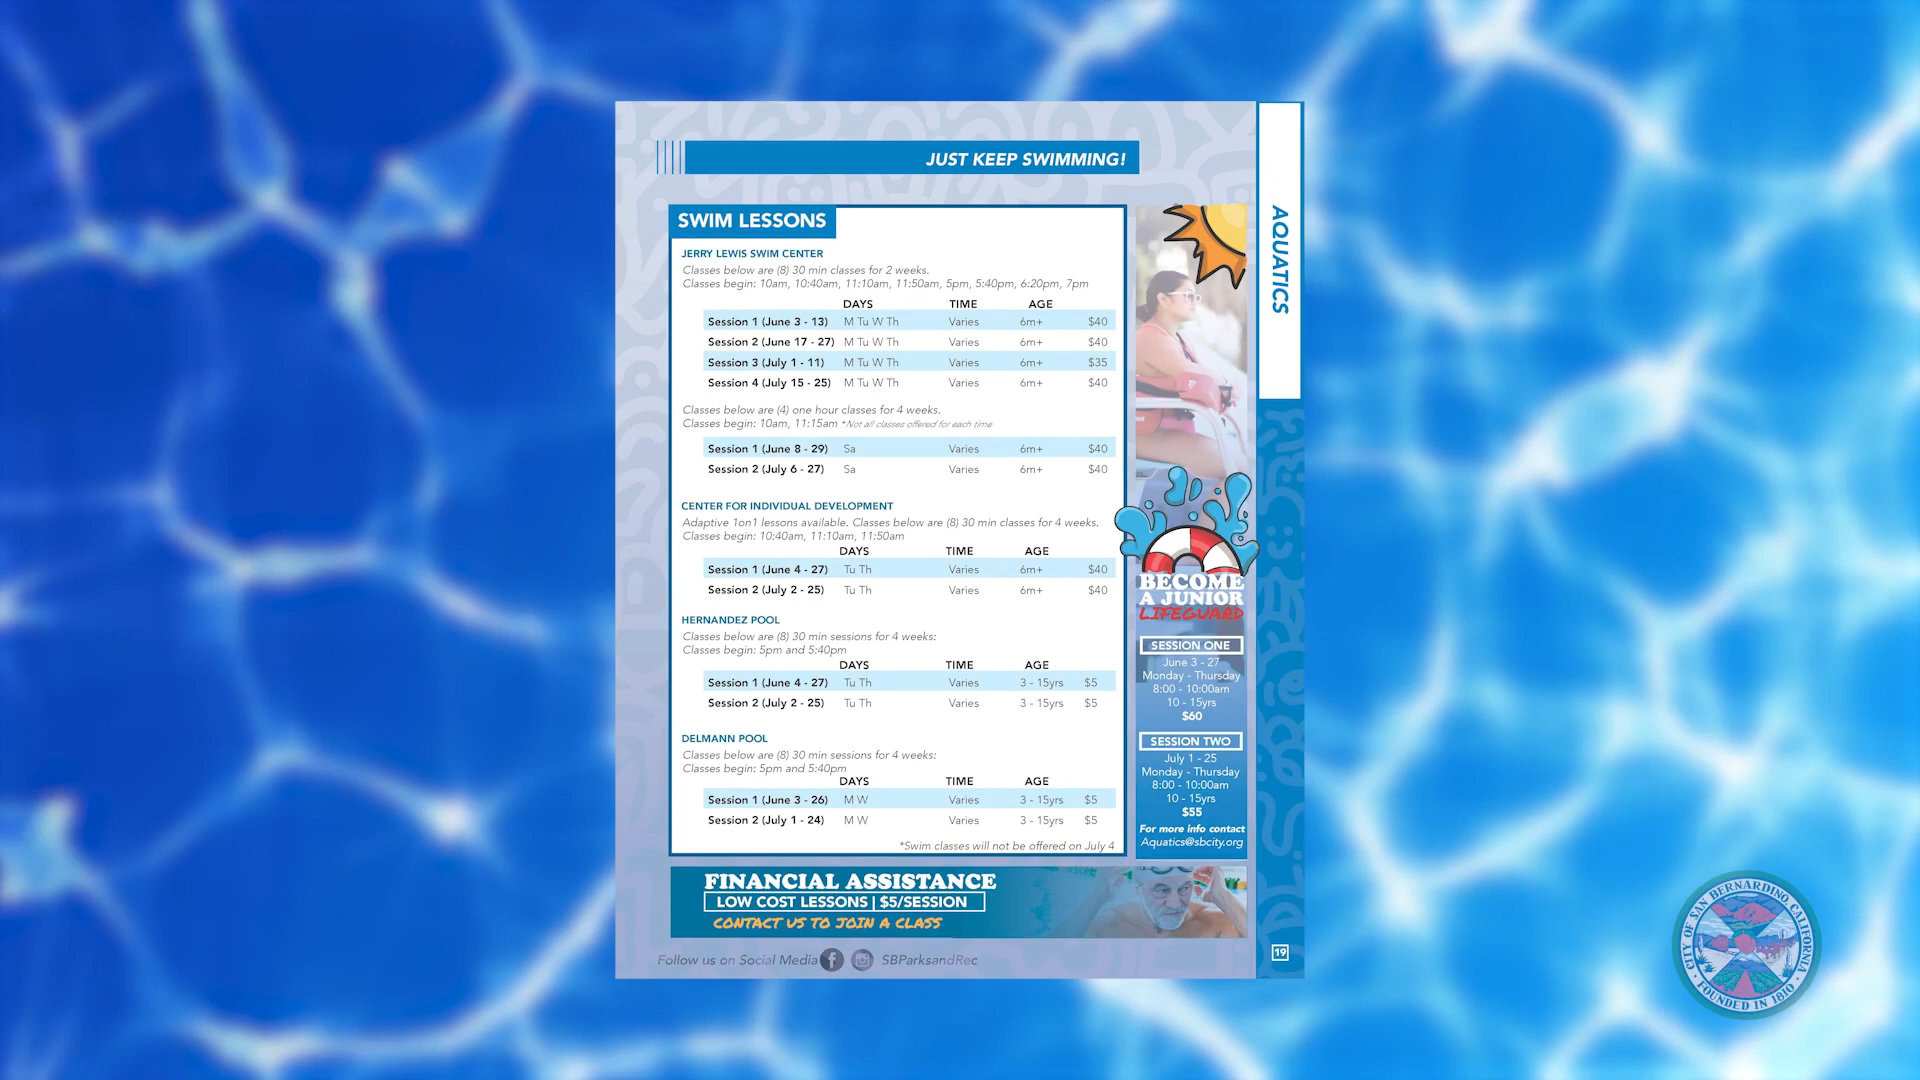 JUST KEEP SWIMMING!
AQUATICS
SWIM LESSONS
JERRY LEWIS SWIM CENTER
Classes below are (8) 30 min classes for 2 weeks.
Classes begin: 10am, 10:40am, 11:10am, 11:50am, 5pm, 5:40pm, 6:20pm, 7pm
DAYS TIME AGE
Session 1 (June 3 - 13) M Tu W Th Varies 6m+ $40
Session 2 (June 17 - 27) M Tu W Th Varies 6m+ $40
Session 3 (July 1 - 11) M Tu W Th Varies 6m+ $35
Session 4 (July 15 - 25) M Tu W Th Varies 6m+ $40
Classes below are (4) one hour classes for 4 weeks.
Classes begin: 10am, 11:15am *Not all classes offered for each time
Session 1 (June 8 - 29) Sa Varies 6m+ $40
Session 2 (July 6 - 27) Sa Varies 6m+ $40
CENTER FOR INDIVIDUAL DEVELOPMENT
Adaptive 1on1 lessons available. Classes below are (8) 30 min classes for 4 weeks.
Classes begin: 10:40am, 11:10am, 11:50am
DAYS TIME AGE
Session 1 (June 4 - 27) Tu Th Varies 6m+ $40
Session 2 (July 2 - 25) Tu Th Varies 6m+ $40
HERNANDEZ POOL
Classes below are (8) 30 min sessions for 4 weeks:
Classes begin: 5pm and 5:40pm
DAYS TIME AGE
Session 1 (June 4 - 27) Tu Th Varies 3 - 15yrs $5
Session 2 (July 2 - 25) Tu Th Varies 3 - 15yrs $5
DELMANN POOL
Classes below are (8) 30 min sessions for 4 weeks:
Classes begin: 5pm and 5:40pm
DAYS TIME AGE
Session 1 (June 3 - 26) M W Varies 3 - 15yrs $5
Session 2 (July 1 - 24) M W Varies 3 - 15yrs $5
*Swim classes will not be offered on July 4
BECOME
A JUNIOR
LIFEGUARD
SESSION ONE
June 3 - 27
Monday - Thursday
8:00 - 10:00am
10 - 15yrs
$60
SESSION TWO
July 1 - 25
Monday - Thursday
8:00 - 10:00am
10 - 15yrs
$55
For more info contact
Aquatics@sbcity.org
FINANCIAL ASSISTANCE
LOW COST LESSONS | $5/SESSION
CONTACT US TO JOIN A CLASS
Follow us on Social Media SBParksandRec
19
CITY OF SAN BERNARDINO, CALIFORNIA
FOUNDED IN 1810